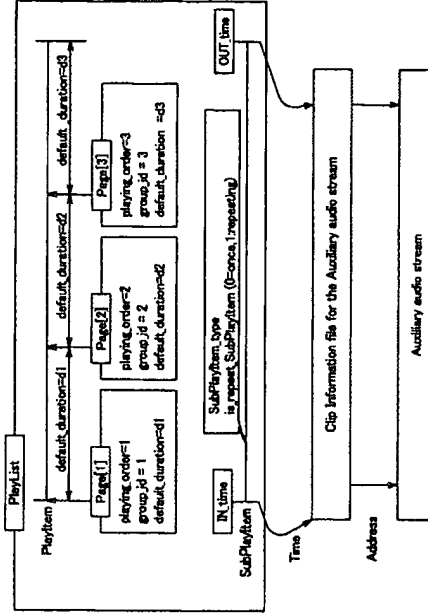 PlayList
PlayItem
default_duration=d1
default_duration=d2
default_duration=d3
Page[1]
playing_order=1
group_id = 1
default_duration=d1
Page[2]
playing_order=2
group_id = 2
default_duration=d2
Page[3]
playing_order=3
group_id = 3
default_duration =d3
IN_time
SubPlayItem_type
is_repeat_SubPlayItem (0=once,1:repeating)
OUT_time
SubPlayItem
Time
Clip Information file for the Auxiliary audio stream
Address
Auxiliary audio stream